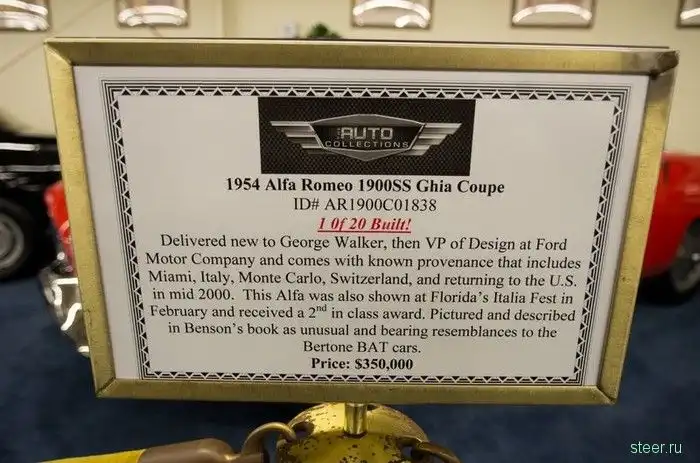 THE AUTO
COLLECTIONS
1954 Alfa Romeo 1900SS Ghia Coupe
ID# AR1900C01838
1 0f 20 Built!
Delivered new to George Walker, then VP of Design at Ford
Motor Company and comes with known provenance that includes
Miami, Italy, Monte Carlo, Switzerland, and returning to the U.S.
in mid 2000. This Alfa was also shown at Florida's Italia Fest in
February and received a 2nd in class award. Pictured and described
in Benson's book as unusual and bearing resemblances to the
Bertone BAT cars.
Price: $350,000
steer.ru